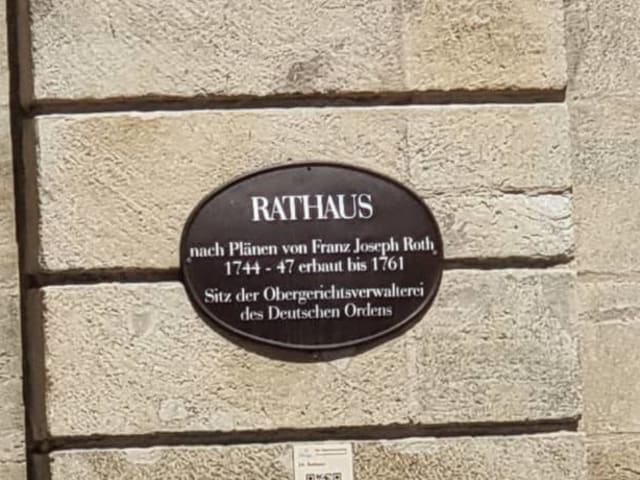 RATHAUS
nach Plänen von Franz Joseph Roth
1744 - 47 erbaut bis 1761
Sitz der Obergerichtsverwalterei
des Deutschen Ordens